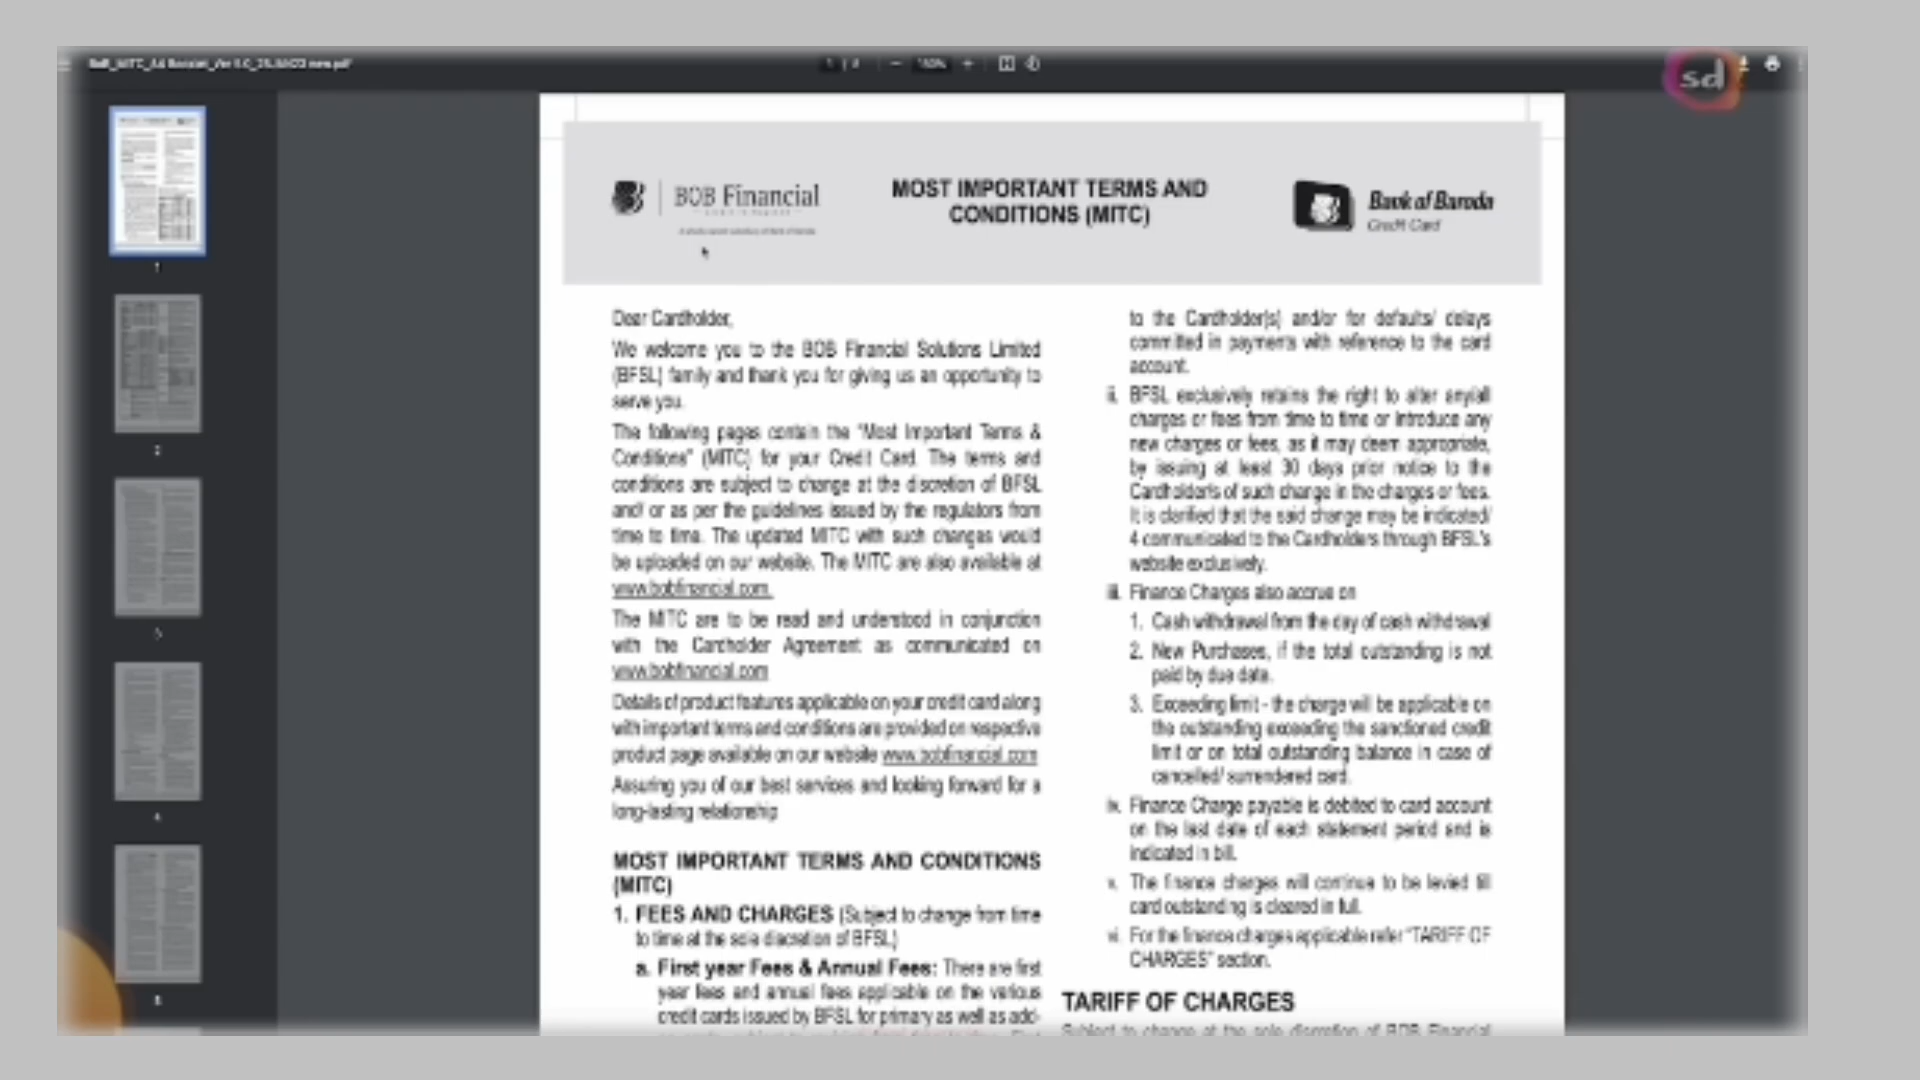 sd
BOB Financial
MOST IMPORTANT TERMS AND
CONDITIONS (MITC)
Bank of Baroda
Credit Card
Dear Cardholder,
We welcome you to the BOB Financial Solutions Limited
(BFSL) family and thank you for giving us an opportunity to
serve you.
The following pages contain the "Most Important Terms &
Conditions" (MITC) for your Credit Card. The terms and
conditions are subject to change at the discretion of BFSL
and/ or as per the guidelines issued by the regulators from
time to time. The updated MITC with such changes would
be uploaded on our website. The MITC are also available at
www.bobfinancial.com.
The MITC are to be read and understood in conjunction
with the Cardholder Agreement as communicated on
www.bobfinancial.com
Details of product features applicable on your credit card along
with important terms and conditions are provided on respective
product page available on our website www.bobfinancial.com
Assuring you of our best services and looking forward for a
long-lasting relationship
MOST IMPORTANT TERMS AND CONDITIONS
(MITC)
1. FEES AND CHARGES (Subject to change from time
to time at the sole discretion of BFSL)
a. First year Fees & Annual Fees: There are first
year fees and annual fees applicable on the various
credit cards issued by BFSL for primary as well as add-
to the Cardholder(s) and/or for defaults/ delays
committed in payments with reference to the card
account.
ii. BFSL exclusively retains the right to alter any/all
charges or fees from time to time or introduce any
new charges or fees, as it may deem appropriate,
by issuing at least 30 days prior notice to the
Cardholder/s of such change in the charges or fees.
It is clarified that the said change may be indicated/
4 communicated to the Cardholders through BFSL's
website exclusively.
iii. Finance Charges also accrue on
1. Cash withdrawal from the day of cash withdrawal
2. New Purchases, if the total outstanding is not
paid by due date.
3. Exceeding limit - the charge will be applicable on
the outstanding exceeding the sanctioned credit
limit or on total outstanding balance in case of
cancelled/ surrendered card.
iv. Finance Charge payable is debited to card account
on the last date of each statement period and is
indicated in bill.
v. The finance charges will continue to be levied till
card outstanding is cleared in full.
vi. For the finance charges applicable refer "TARIFF OF
CHARGES" section.
TARIFF OF CHARGES
Subject to change at the sole discretion of BOB Financial